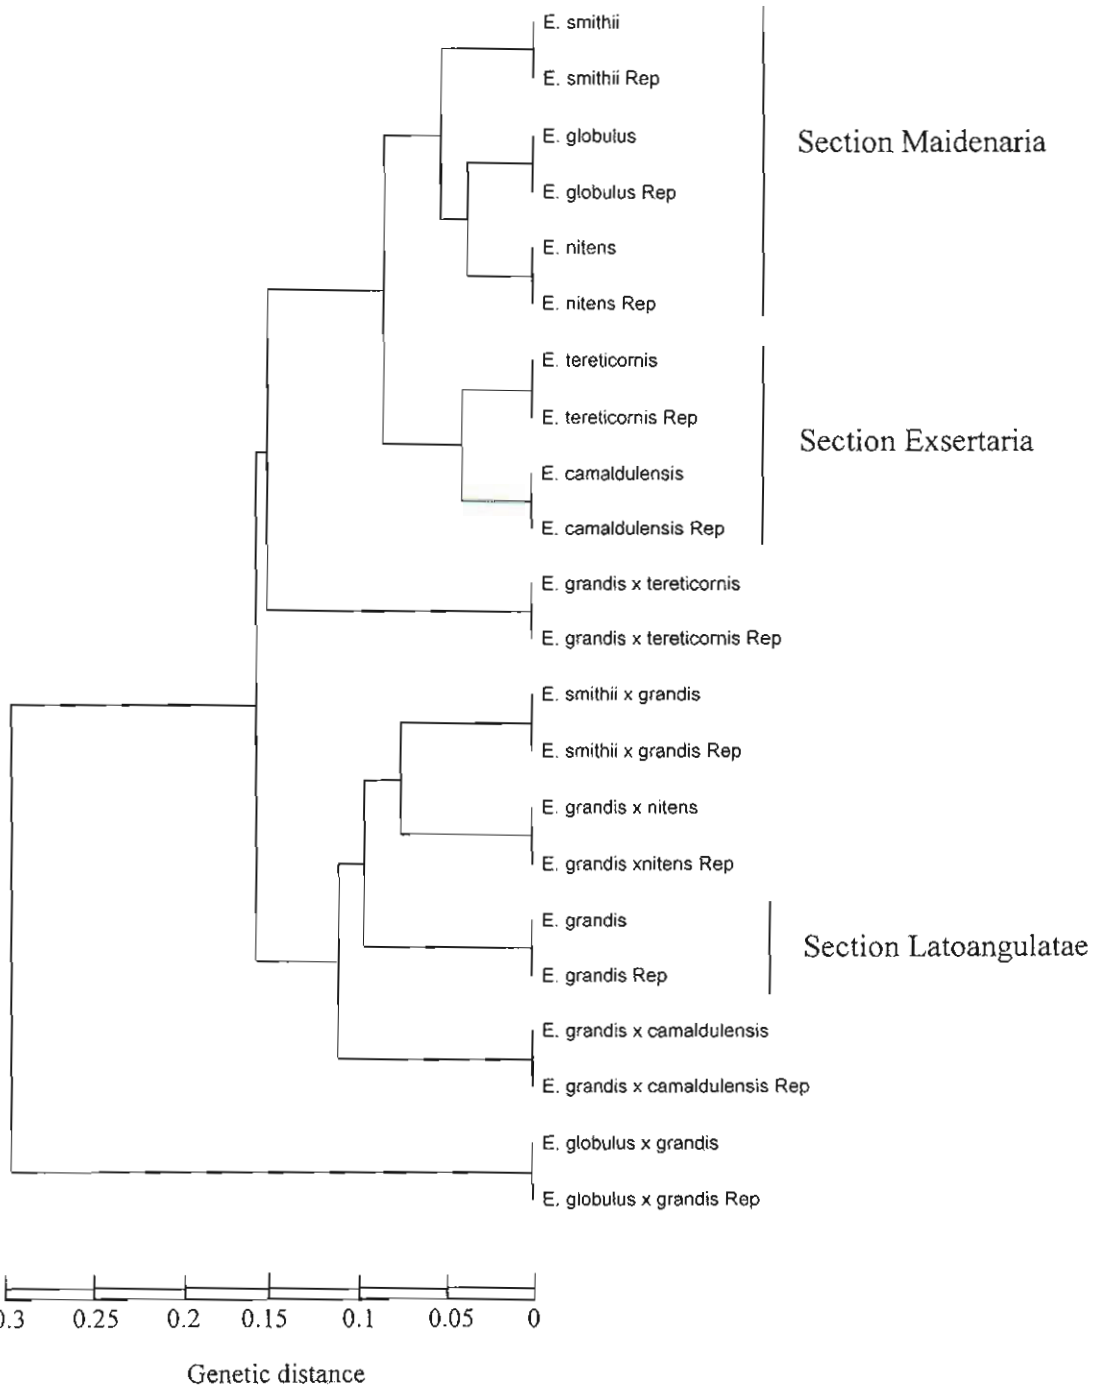 E. smithii
E. smithii Rep
E. globulus
Section Maidenaria
E. globulus Rep
E. nitens
E. nitens Rep
E. tereticornis
E. tereticornis Rep
Section Exsertaria
E. camaldulensis
E. camaldulensis Rep
E. grandis x tereticornis
E. grandis x tereticornis Rep
E. smithii x grandis
E. smithii x grandis Rep
E. grandis x nitens
E. grandis xnitens Rep
E. grandis
Section Latoangulatae
E. grandis Rep
E. grandis x camaldulensis
E. grandis x camaldulensis Rep
E. globulus x grandis
E. globulus x grandis Rep
0.3 0.25 0.2 0.15 0.1 0.05 0
Genetic distance